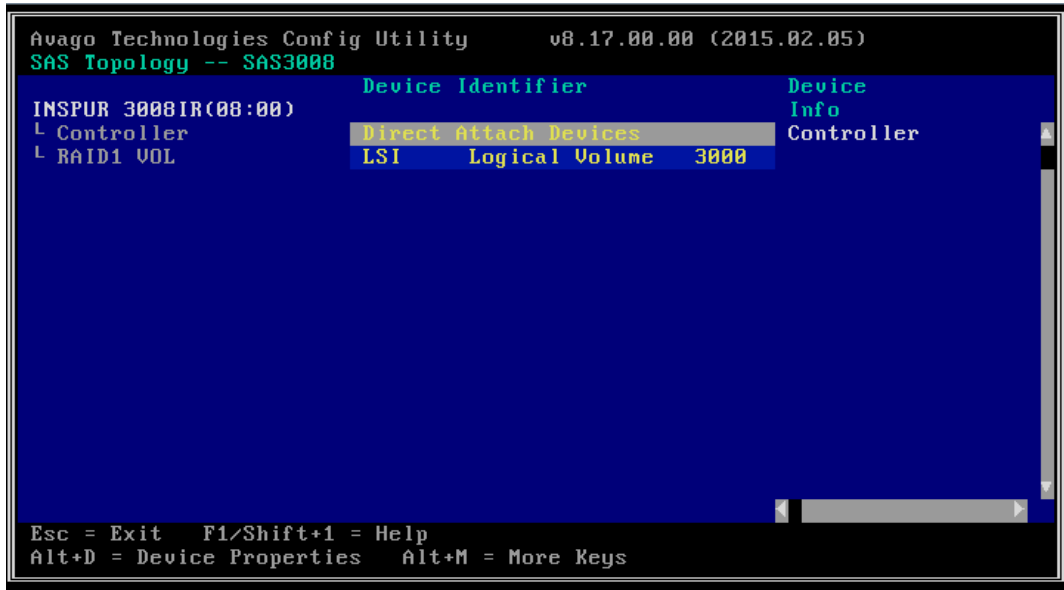 Avago Technologies Config Utility v8.17.00.00 (2015.02.05)
SAS Topology -- SAS3008
Device Identifier Device
INSPUR 3008IR(08:00) Info
└ Controller Direct Attach Devices Controller
└ RAID1 VOL LSI Logical Volume 3000
Esc = Exit F1/Shift+1 = Help
Alt+D = Device Properties Alt+M = More Keys